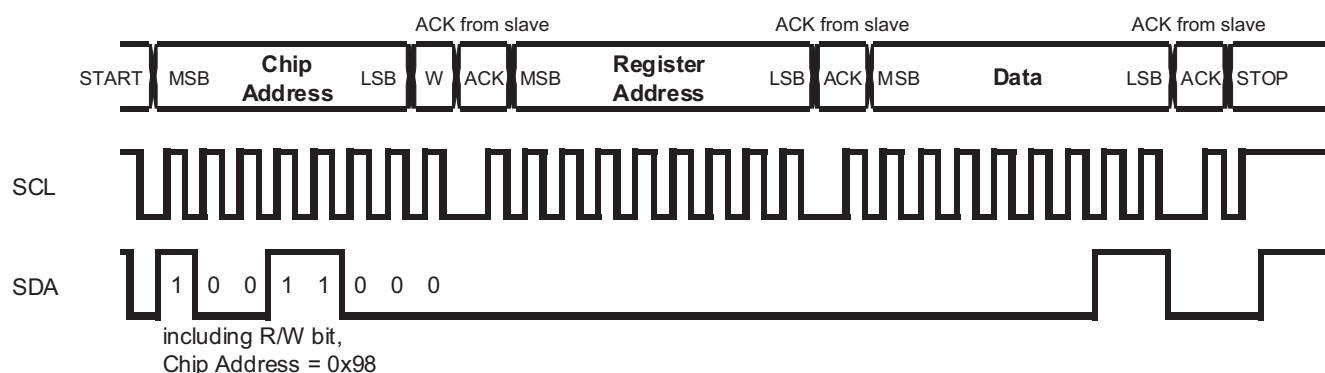 ACK from slave ACK from slave ACK from slave
START MSB Chip Address LSB W ACK MSB Register Address LSB ACK MSB Data LSB ACK STOP
SCL
SDA 1 0 0 1 1 0 0 0
including R/W bit,
Chip Address = 0x98